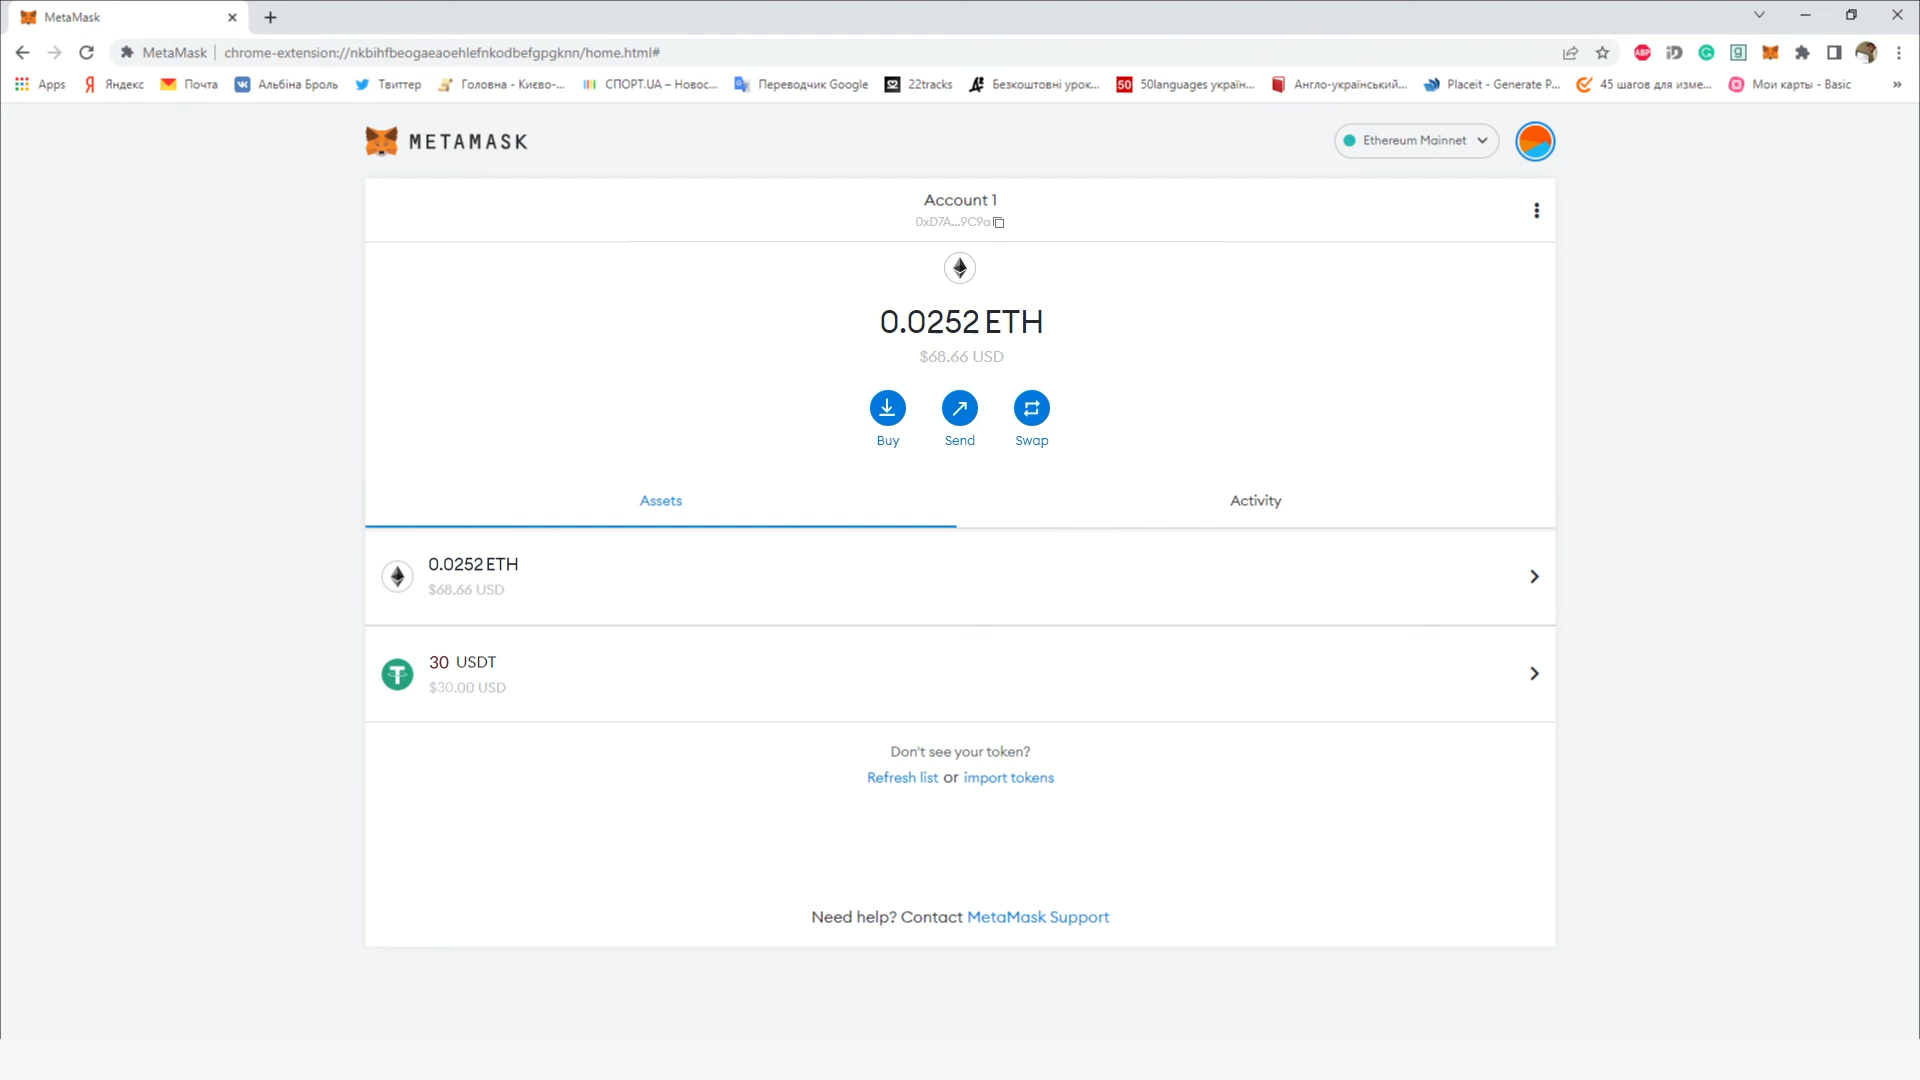 MetaMask
MetaMask | chrome-extension://nkbihfbeogaeaoehlefnkodbefgpgknn/home.html#
ABP
Apps Яндекс Почта Альбіна Броль Твиттер Головна - Києво-... СПОРТ.UA – Новос... Переводчик Google 22tracks Безкоштовні урок... 50 50languages україн... Англо-український... Placeit - Generate P... 45 шагов для изме... Мои карты - Basic »
METAMASK
Ethereum Mainnet
Account 1
0xD7A...9C9a
0.0252 ETH
$68.66 USD
Buy Send Swap
Assets Activity
0.0252 ETH
$68.66 USD
30 USDT
$30.00 USD
Don't see your token?
Refresh list or import tokens
Need help? Contact MetaMask Support